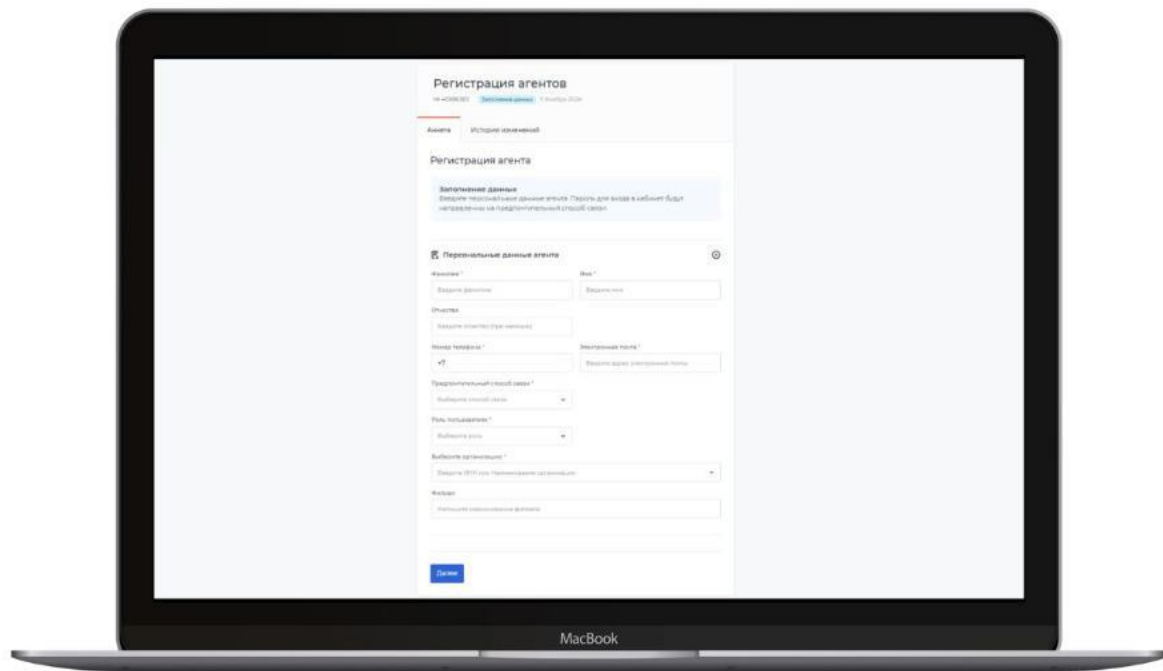 Регистрация агентов
Заполнение данных
Анкета История изменений
Регистрация агента
Заполнение данных
Введите персональные данные агента. Пароль для входа в кабинет будут
направлены на предпочтительный способ связи
Персональные данные агента
Фамилия * Имя *
Введите фамилию Введите имя
Отчество
Введите отчество (при наличии)
Номер телефона * Электронная почта *
+7 Введите адрес электронной почты
Предпочтительный способ связи *
Выберите способ связи
Роль пользователя *
Выберите роль
Выберите организацию *
Введите ИНН или Наименование организации
Филиал
Напишите наименование филиала
Далее
MacBook